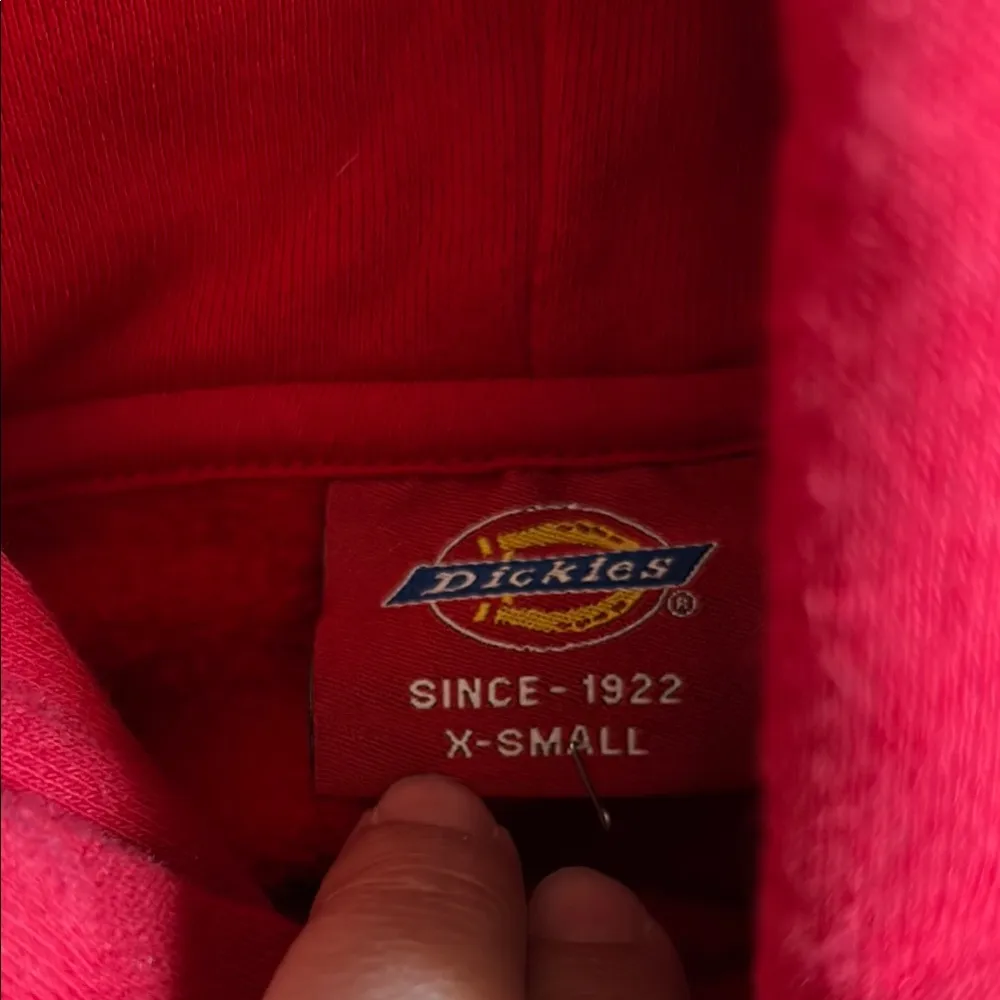 Dickies
®
SINCE - 1922
X-SMALL